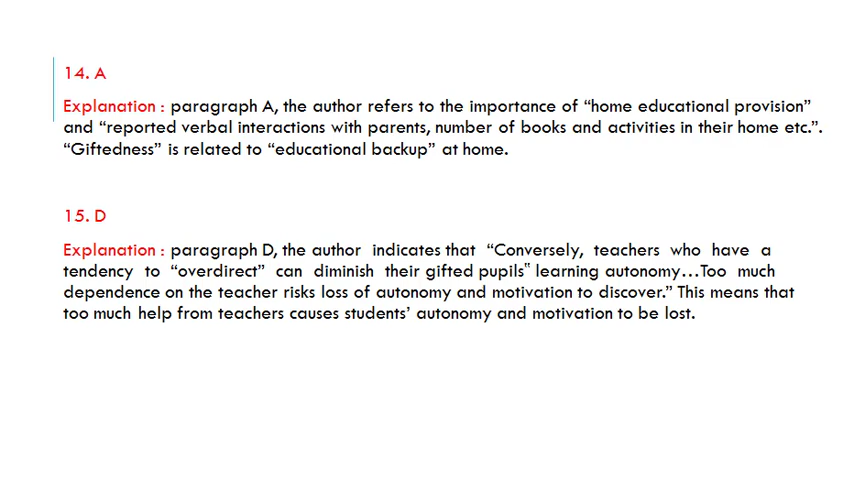 14. A
Explanation : paragraph A, the author refers to the importance of “home educational provision”
and “reported verbal interactions with parents, number of books and activities in their home etc.”.
“Giftedness” is related to “educational backup” at home.
15. D
Explanation : paragraph D, the author indicates that “Conversely, teachers who have a
tendency to “overdirect” can diminish their gifted pupils‟ learning autonomy…Too much
dependence on the teacher risks loss of autonomy and motivation to discover.” This means that
too much help from teachers causes students’ autonomy and motivation to be lost.